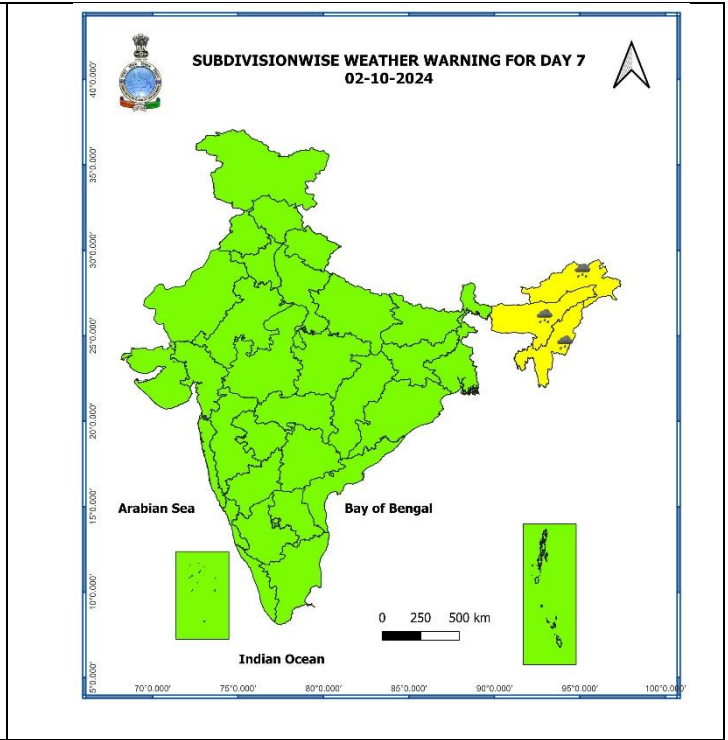 SUBDIVISIONWISE WEATHER WARNING FOR DAY 7
02-10-2024
40°0.000'
35°0.000'
30°0.000'
25°0.000'
20°0.000'
15°0.000'
10°0.000'
5°0.000'
Arabian Sea
Bay of Bengal
0 250 500 km
Indian Ocean
70°0.000' 75°0.000' 80°0.000' 85°0.000' 90°0.000' 95°0.000' 100°0.000'